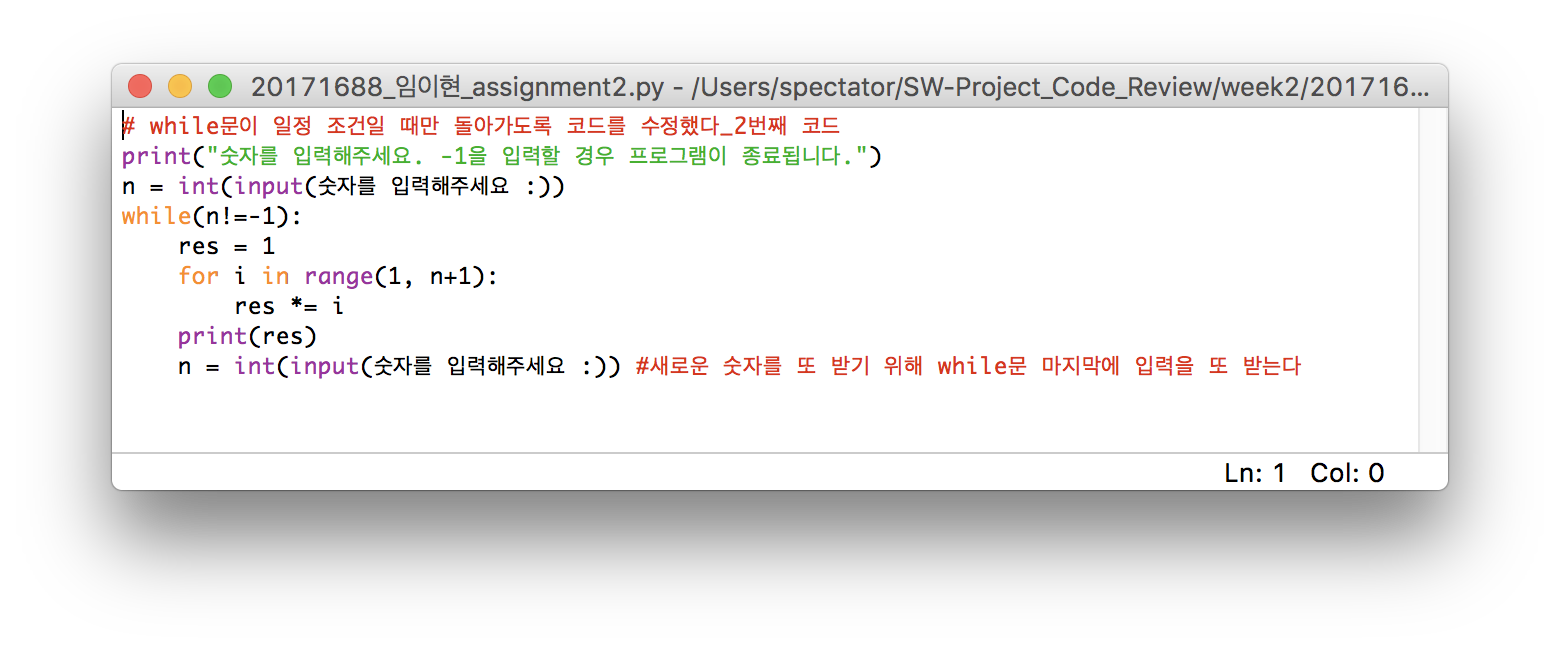 20171688_임이현_assignment2.py - /Users/spectator/SW-Project_Code_Review/week2/201716...
# while문이 일정 조건일 때만 돌아가도록 코드를 수정했다_2번째 코드
print("숫자를 입력해주세요. -1을 입력할 경우 프로그램이 종료됩니다.")
n = int(input(숫자를 입력해주세요 :))
while(n!=-1):
    res = 1
    for i in range(1, n+1):
        res *= i
    print(res)
    n = int(input(숫자를 입력해주세요 :)) #새로운 숫자를 또 받기 위해 while문 마지막에 입력을 또 받는다
Ln: 1 Col: 0